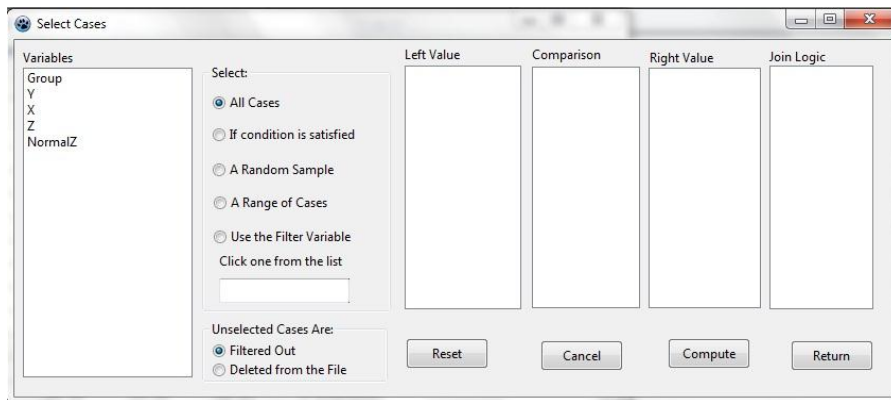 Select Cases
Variables
Group
Y
X
Z
NormalZ
Select:
All Cases
If condition is satisfied
A Random Sample
A Range of Cases
Use the Filter Variable
Click one from the list
Unselected Cases Are:
Filtered Out
Deleted from the File
Left Value
Comparison
Right Value
Join Logic
Reset
Cancel
Compute
Return